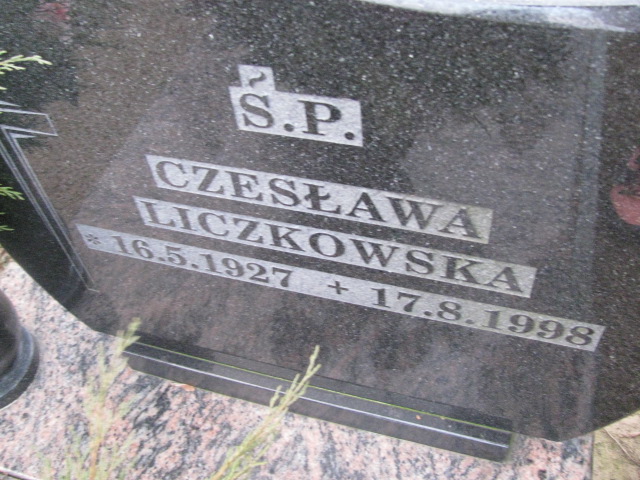 Ś.P.
CZESŁAWA
LICZKOWSKA
* 16.5.1927 + 17.8.1998